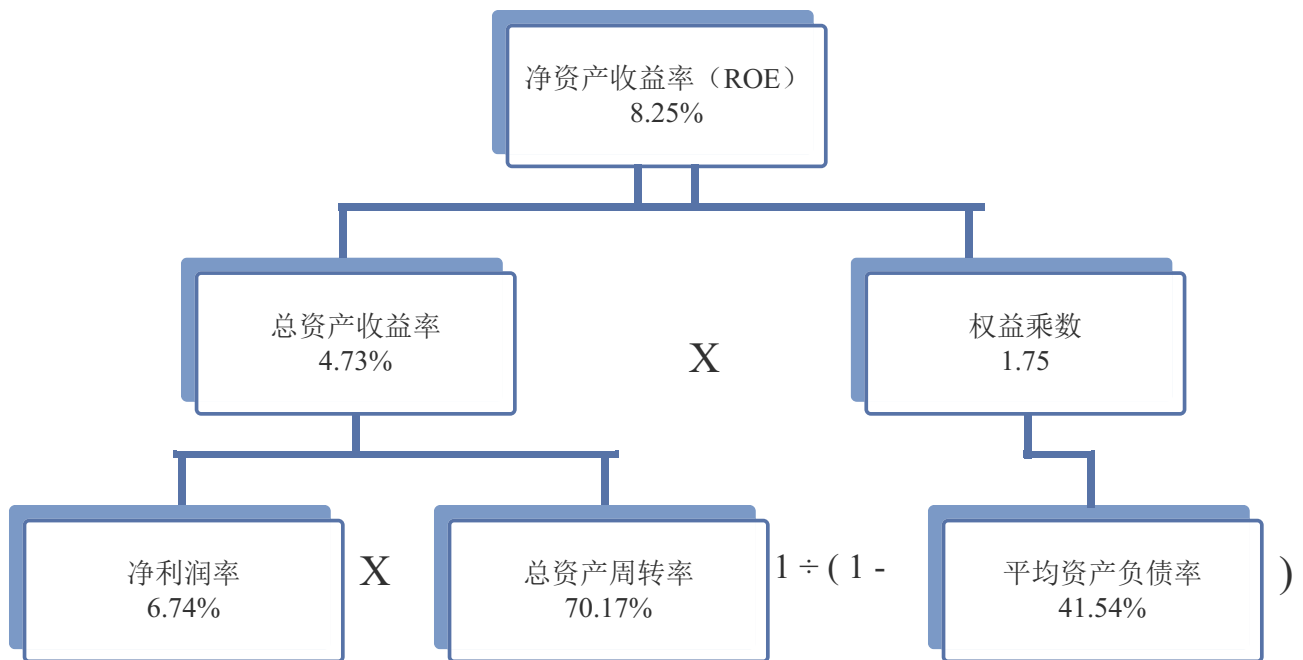 净资产收益率（ROE）
8.25%
总资产收益率
4.73%
X
权益乘数
1.75
净利润率
6.74%
X
总资产周转率
70.17%
1 ÷ ( 1 -
平均资产负债率
41.54%
)